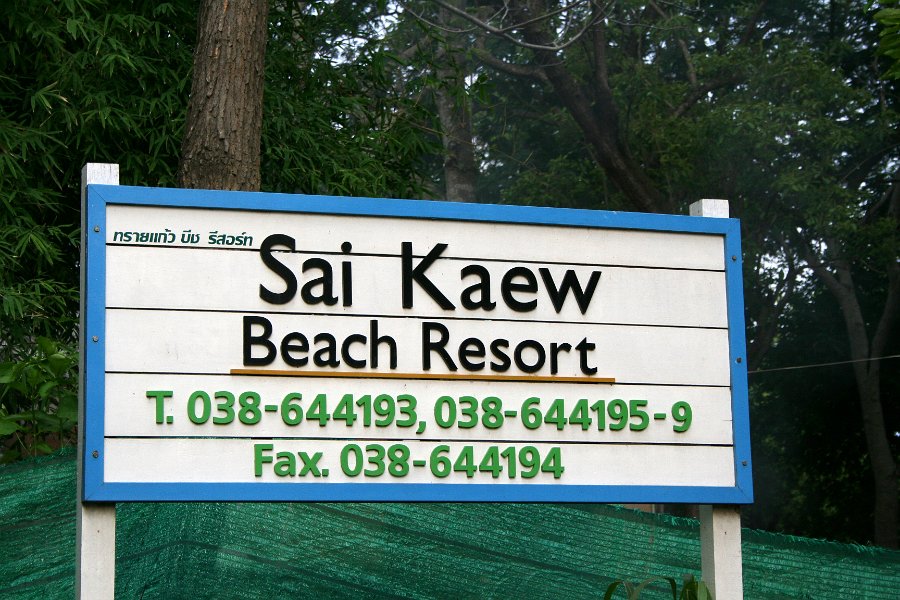 ทรายแก้ว บีช รีสอร์ท
Sai Kaew
Beach Resort
T. 038-644193, 038-644195-9
Fax. 038-644194